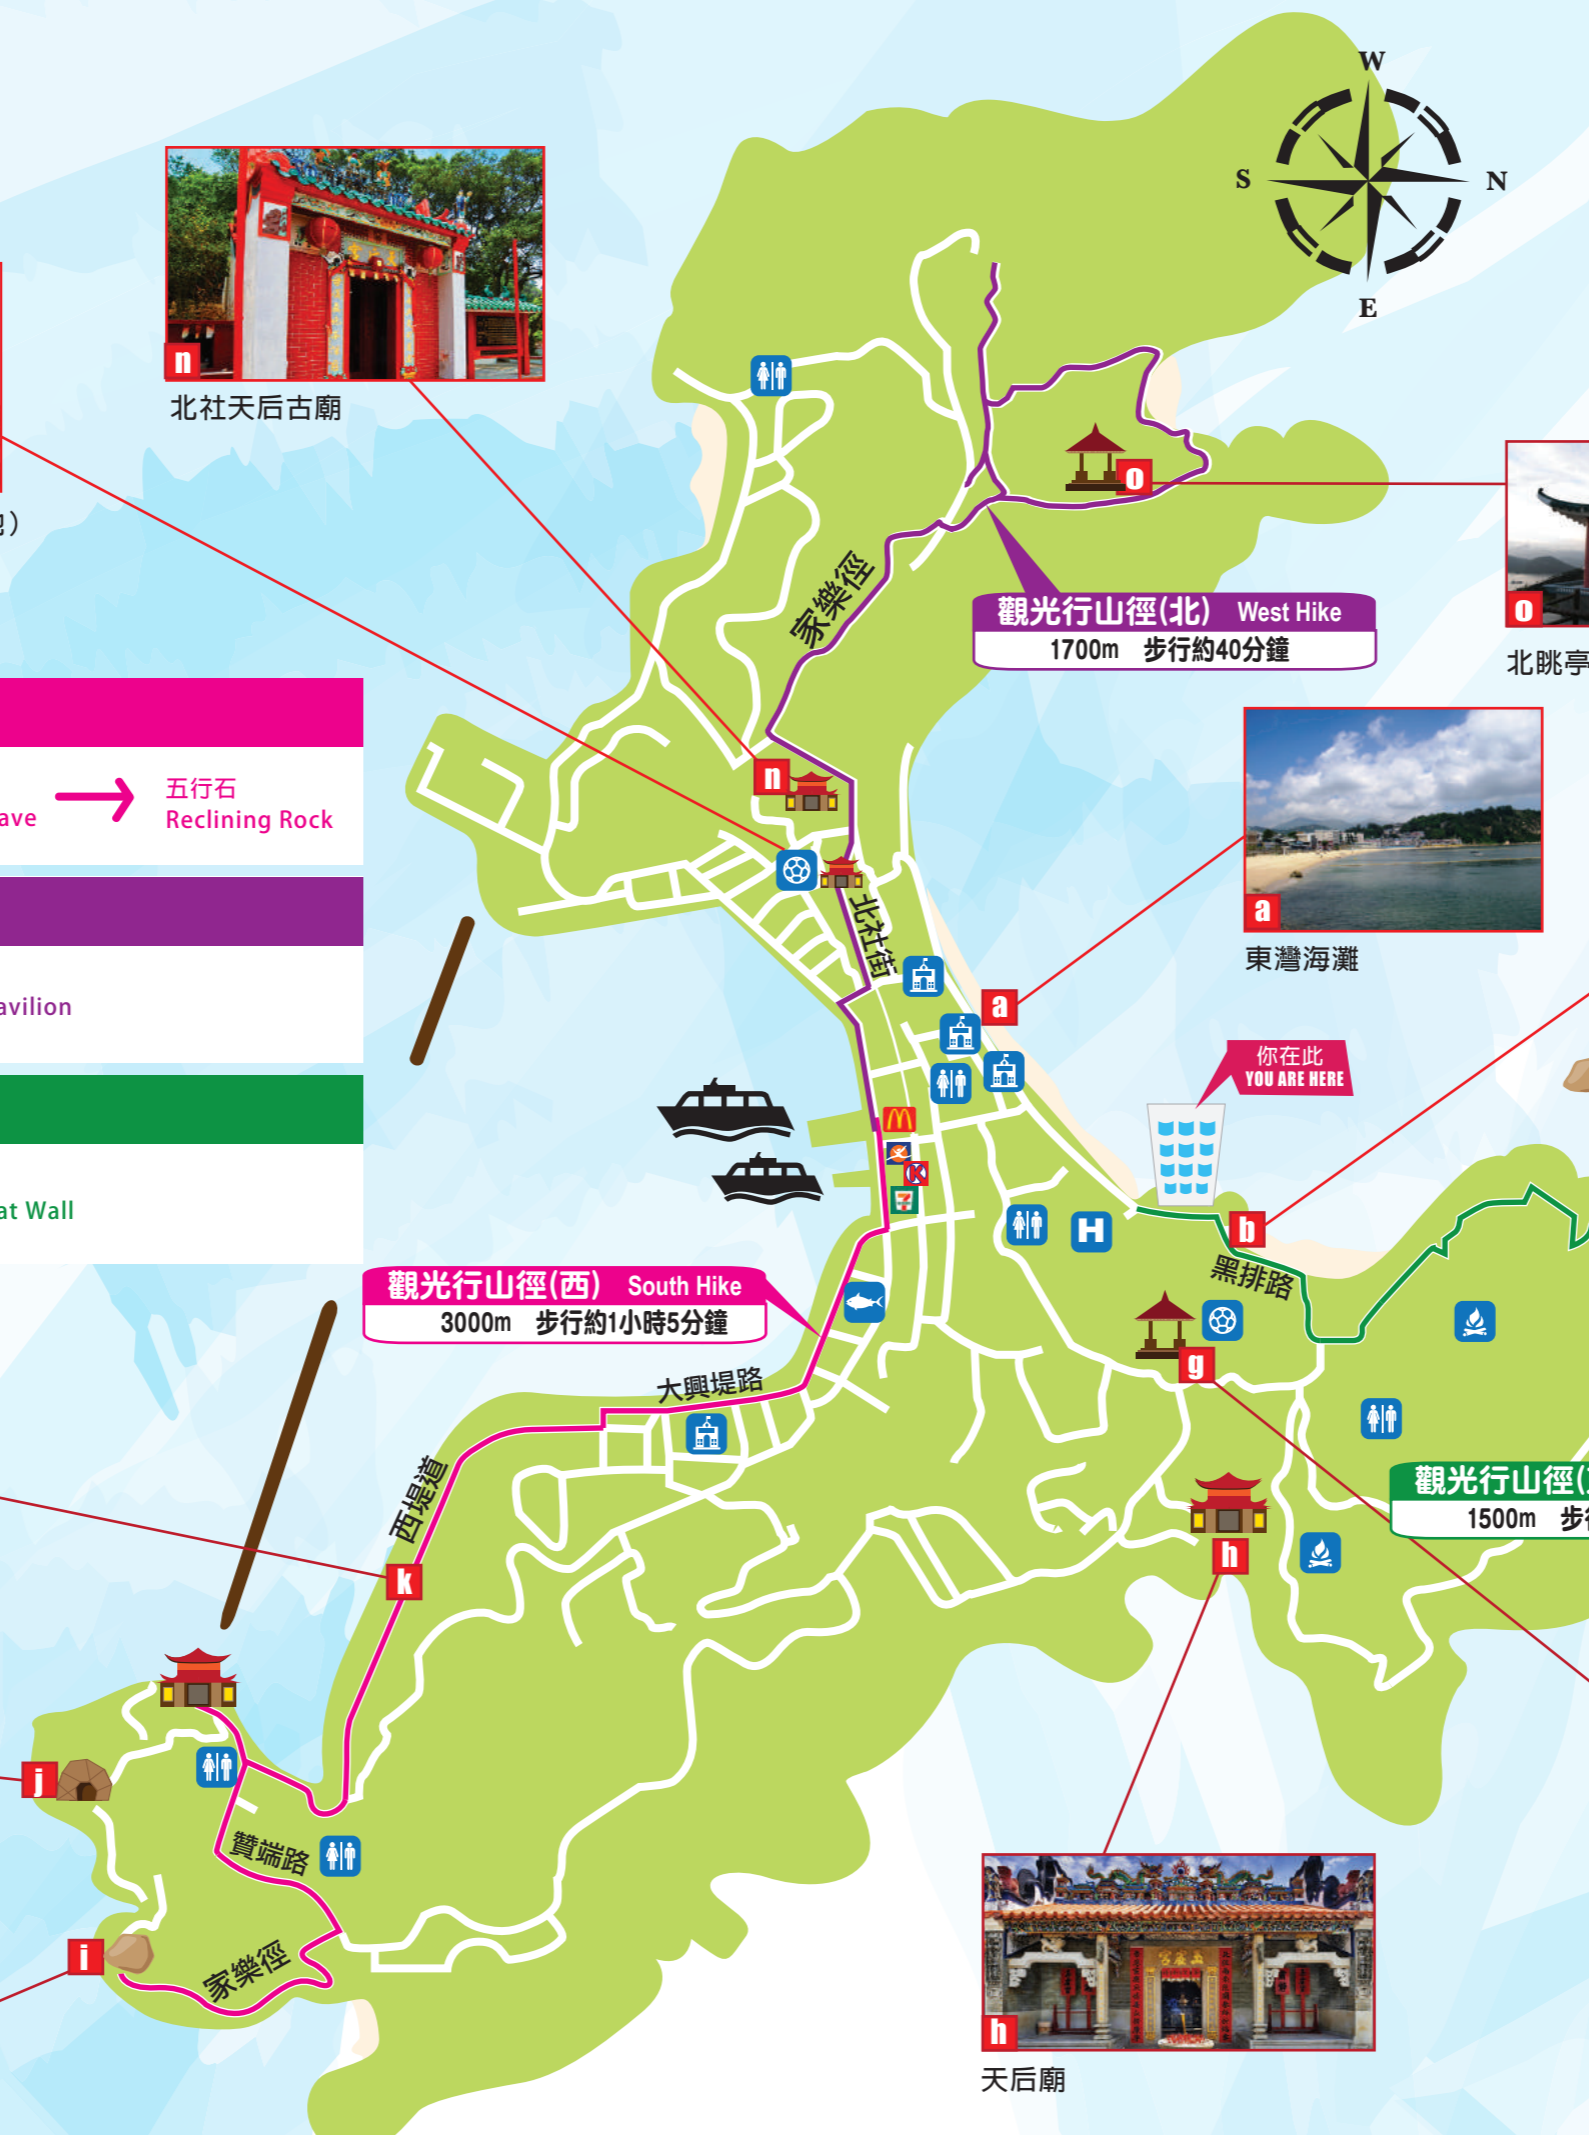 W
S
N
E
n
北社天后古廟
）
o
家樂徑
觀光行山徑(北) West Hike
1700m 步行約40分鐘
o
北眺亭
五行石
ave
Reclining Rock
n
a
東灣海灘
北社街
avilion
a
你在此
YOU ARE HERE
K
7
at Wall
H
b
黑排路
觀光行山徑(西) South Hike
3000m 步行約1小時5分鐘
g
大興堤路
西堤道
觀光行山徑(
1500m 步
h
k
j
贊端路
i
家樂徑
h
天后廟